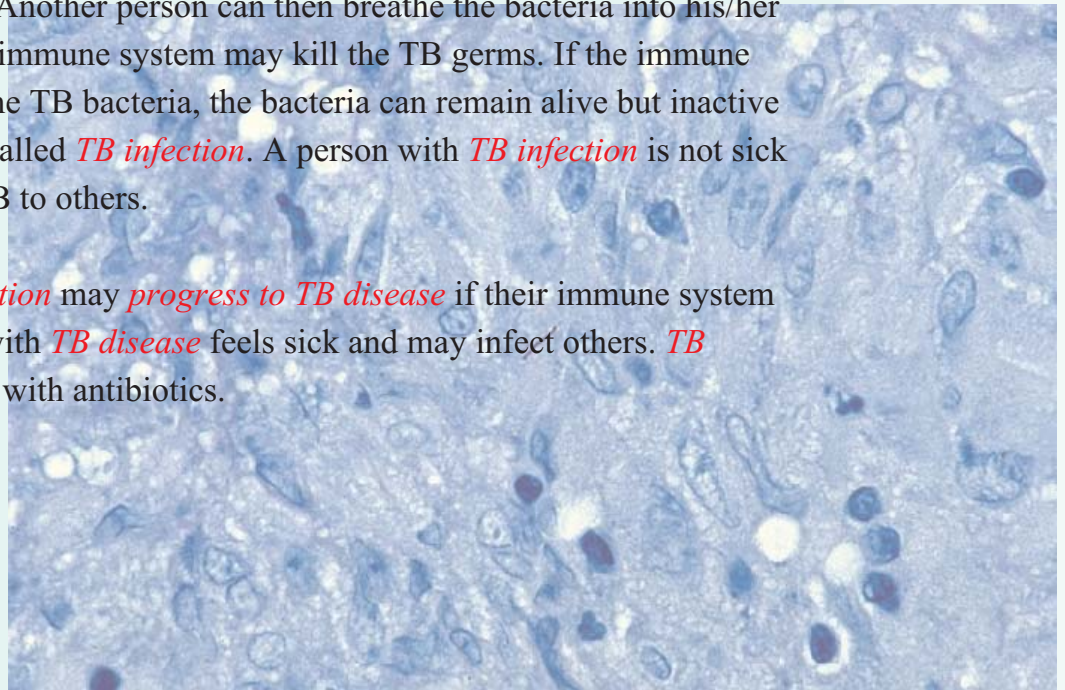 Another person can then breathe the bacteria into his/her
immune system may kill the TB germs. If the immune
he TB bacteria, the bacteria can remain alive but inactive
alled TB infection. A person with TB infection is not sick
B to others.
tion may progress to TB disease if their immune system
with TB disease feels sick and may infect others. TB
with antibiotics.